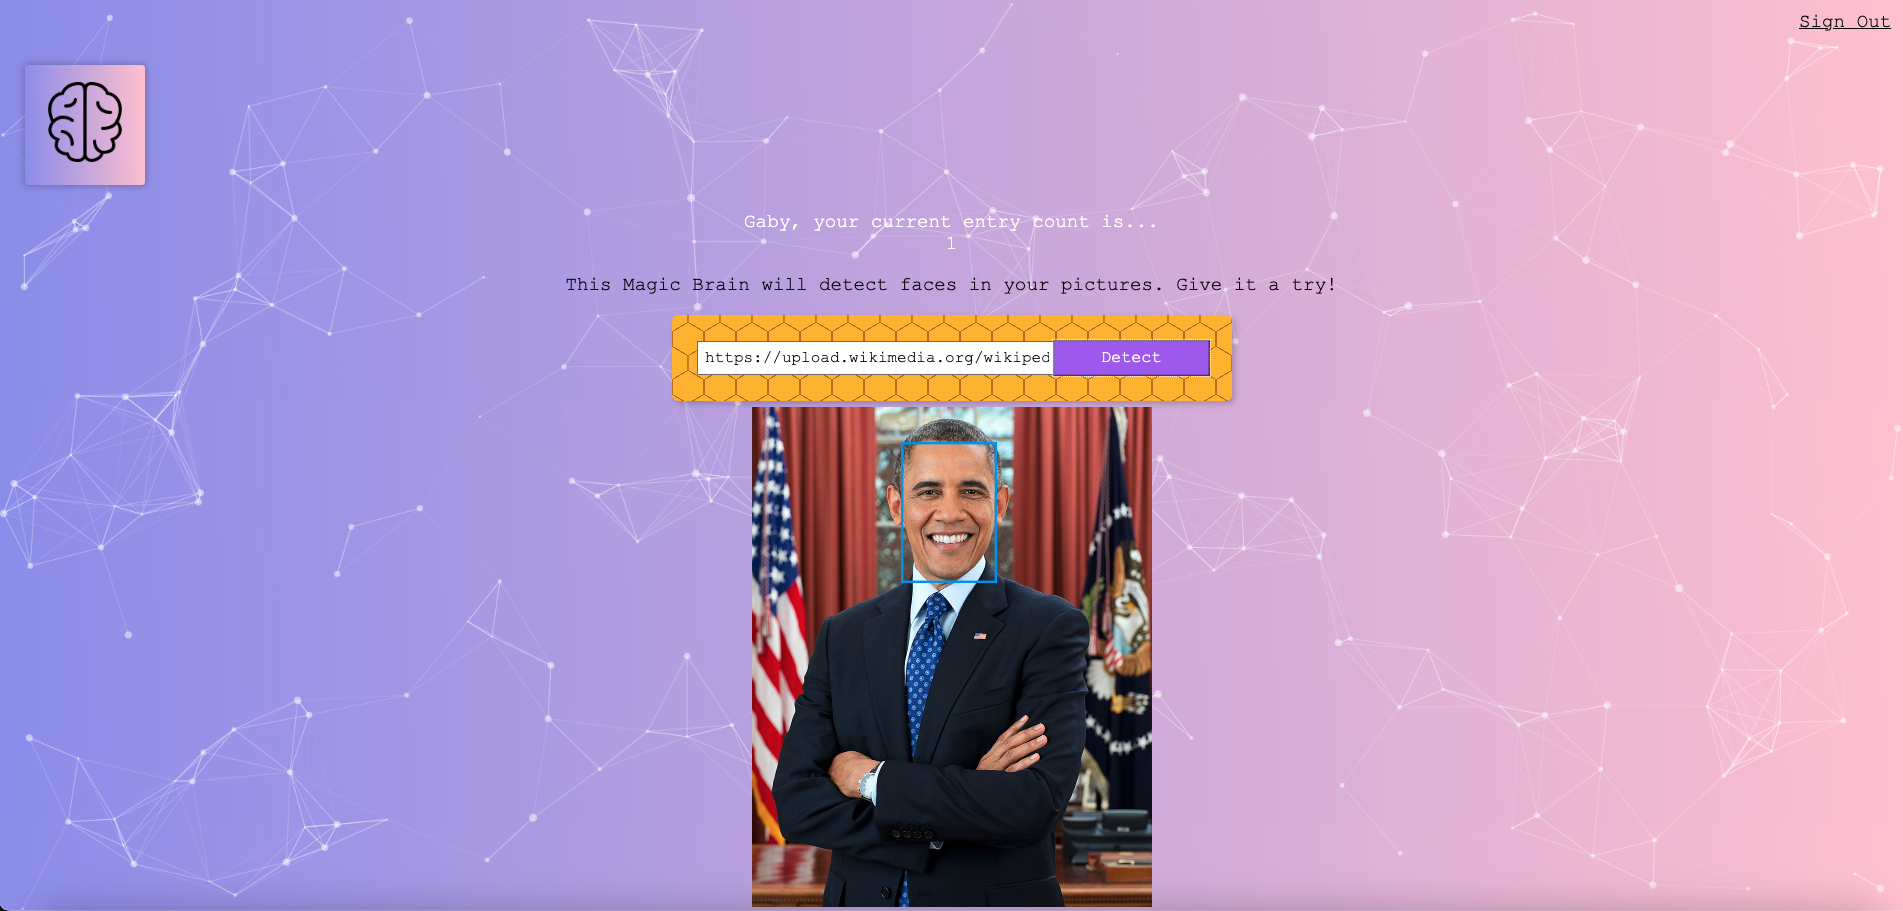 Sign Out
Gaby, your current entry count is...
1
This Magic Brain will detect faces in your pictures. Give it a try!
https://upload.wikimedia.org/wikiped
Detect